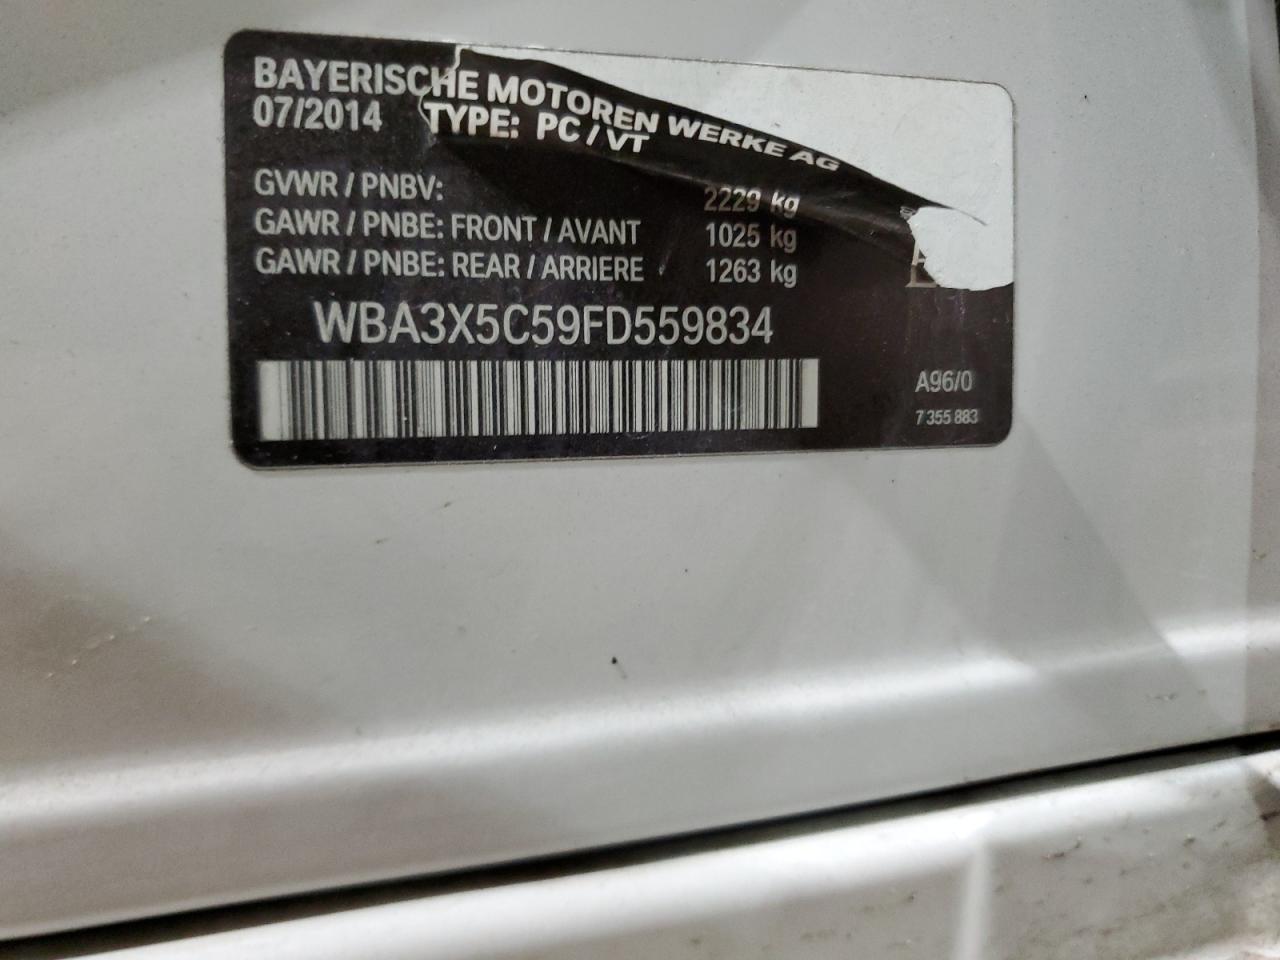 BAYERISCHE MOTOREN WERKE AG
07/2014 TYPE: PC / VT
GVWR / PNBV: 2229 kg
GAWR / PNBE: FRONT / AVANT 1025 kg
GAWR / PNBE: REAR / ARRIERE 1263 kg
WBA3X5C59FD559834
A96/0
7 355 883